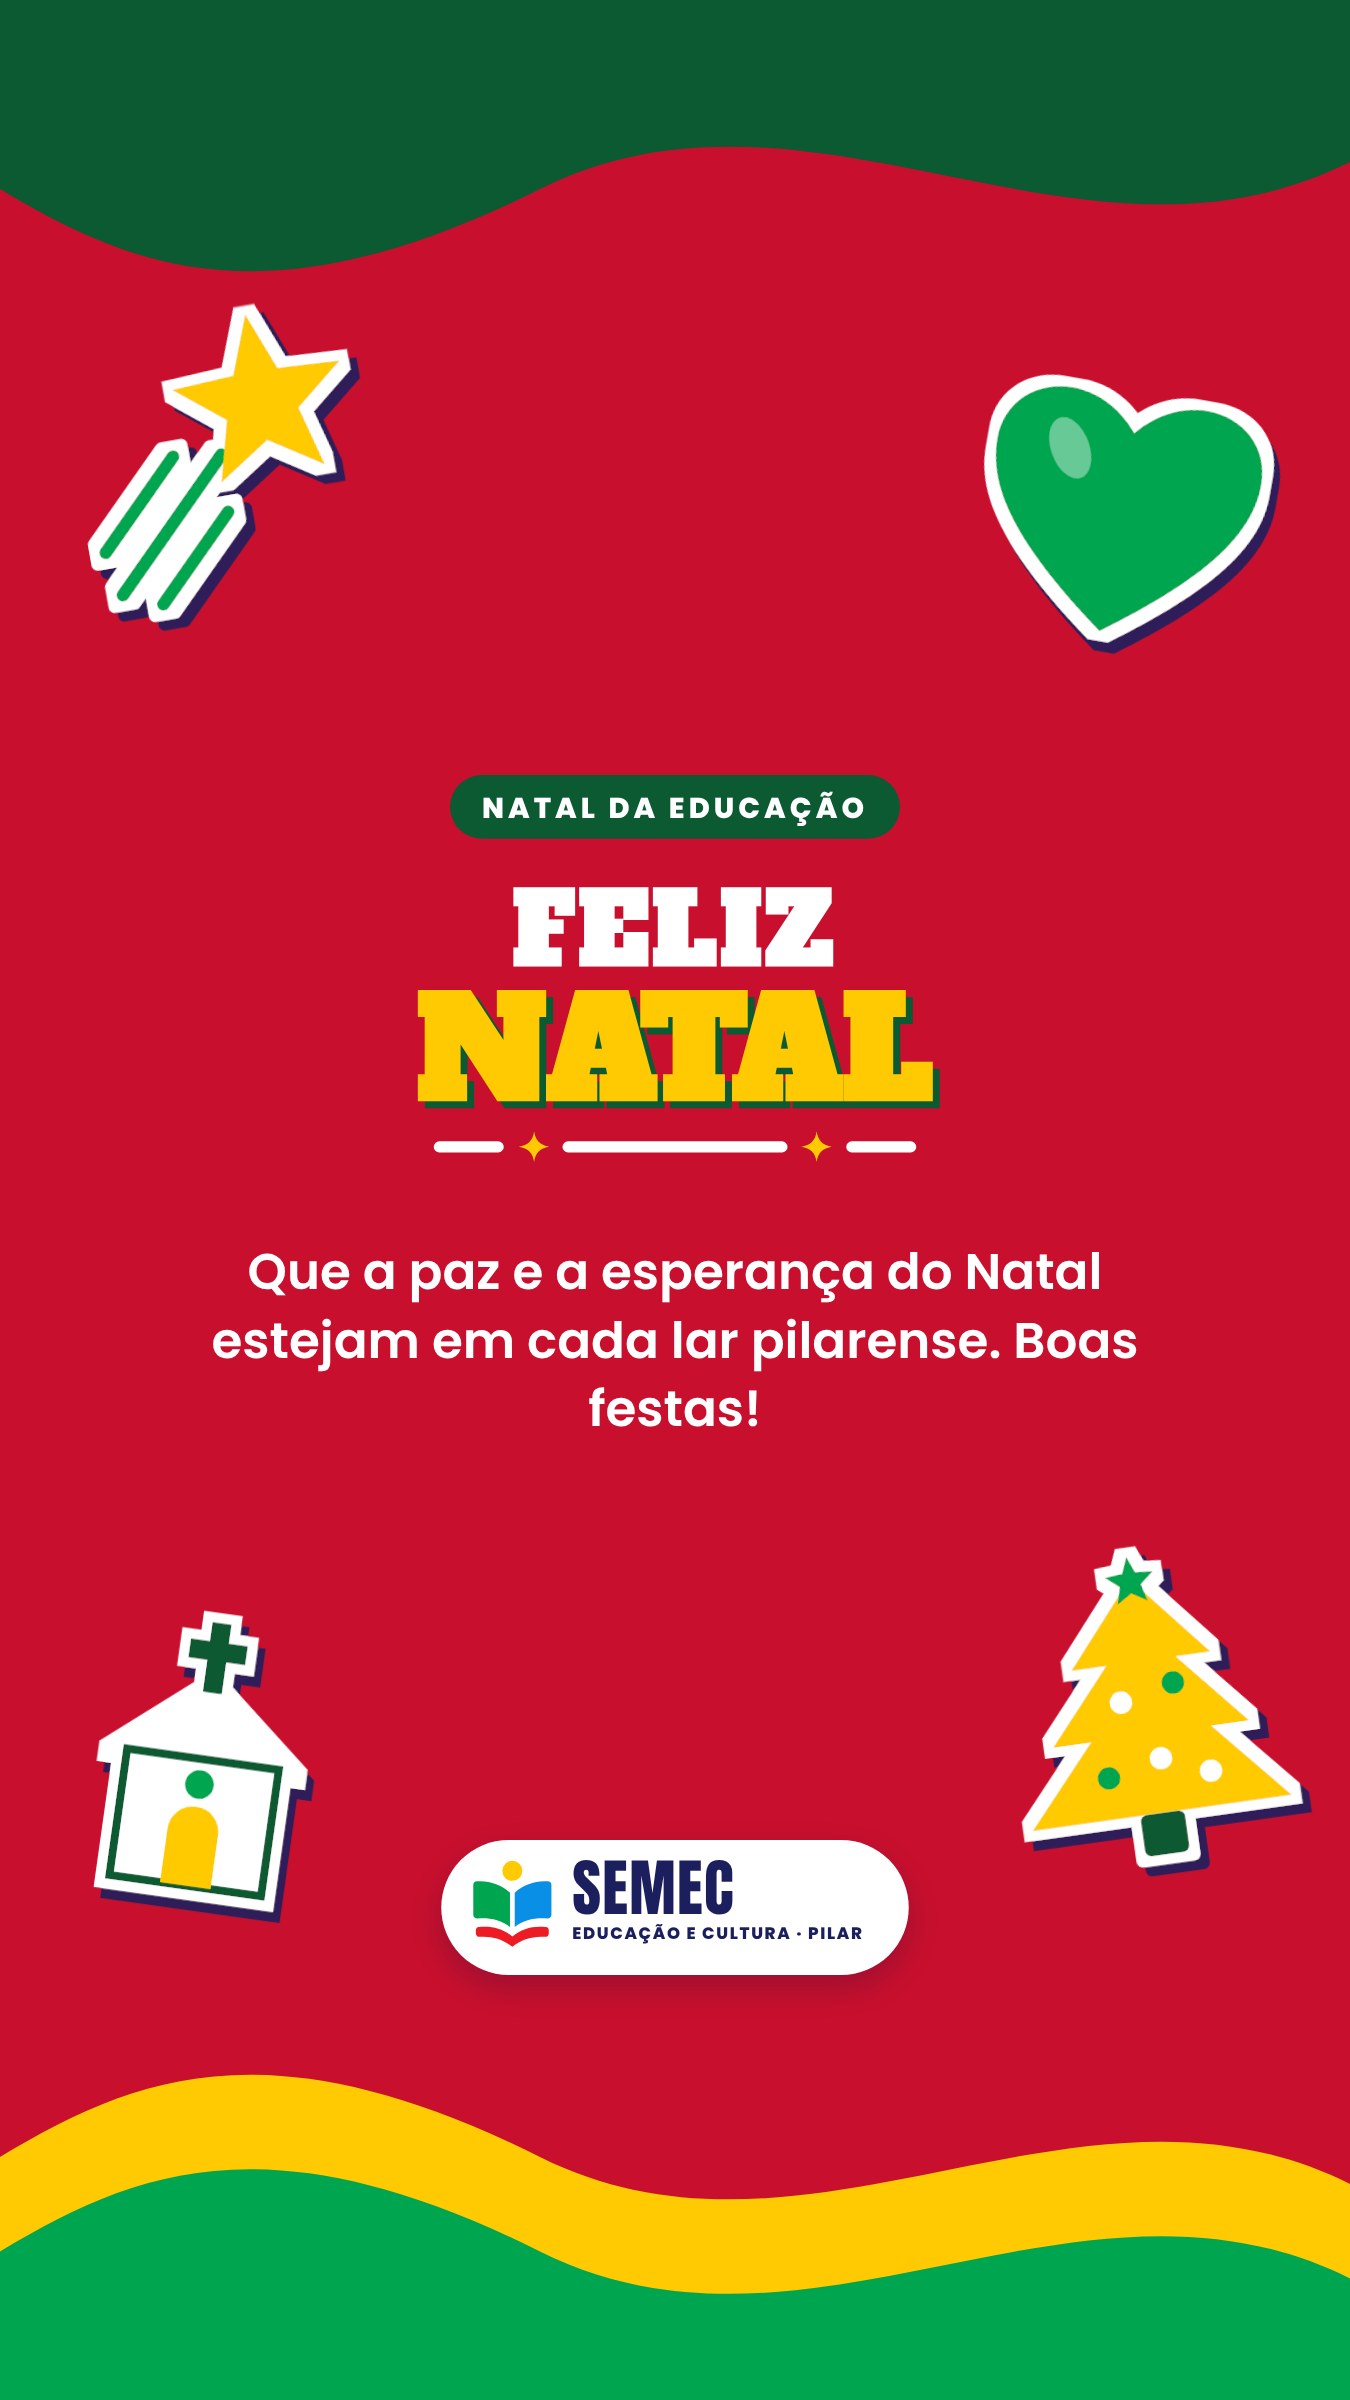 NATAL DA EDUCAÇÃO
FELIZ
NATAL
Que a paz e a esperança do Natal
estejam em cada lar pilarense. Boas
festas!
SEMEC
EDUCAÇÃO E CULTURA · PILAR